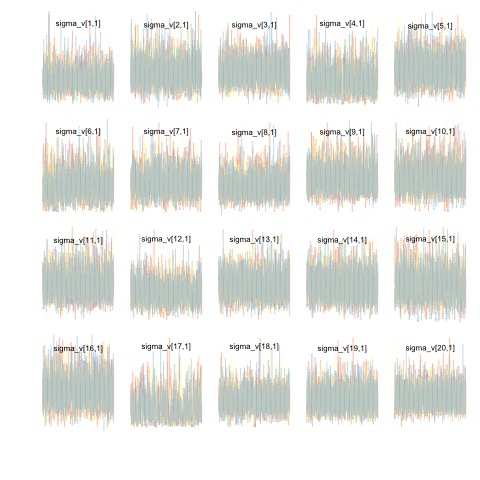 sigma_v[1,1]
sigma_v[2,1]
sigma_v[3,1]
sigma_v[4,1]
sigma_v[5,1]
sigma_v[6,1]
sigma_v[7,1]
sigma_v[8,1]
sigma_v[9,1]
sigma_v[10,1]
sigma_v[11,1]
sigma_v[12,1]
sigma_v[13,1]
sigma_v[14,1]
sigma_v[15,1]
sigma_v[16,1]
sigma_v[17,1]
sigma_v[18,1]
sigma_v[19,1]
sigma_v[20,1]